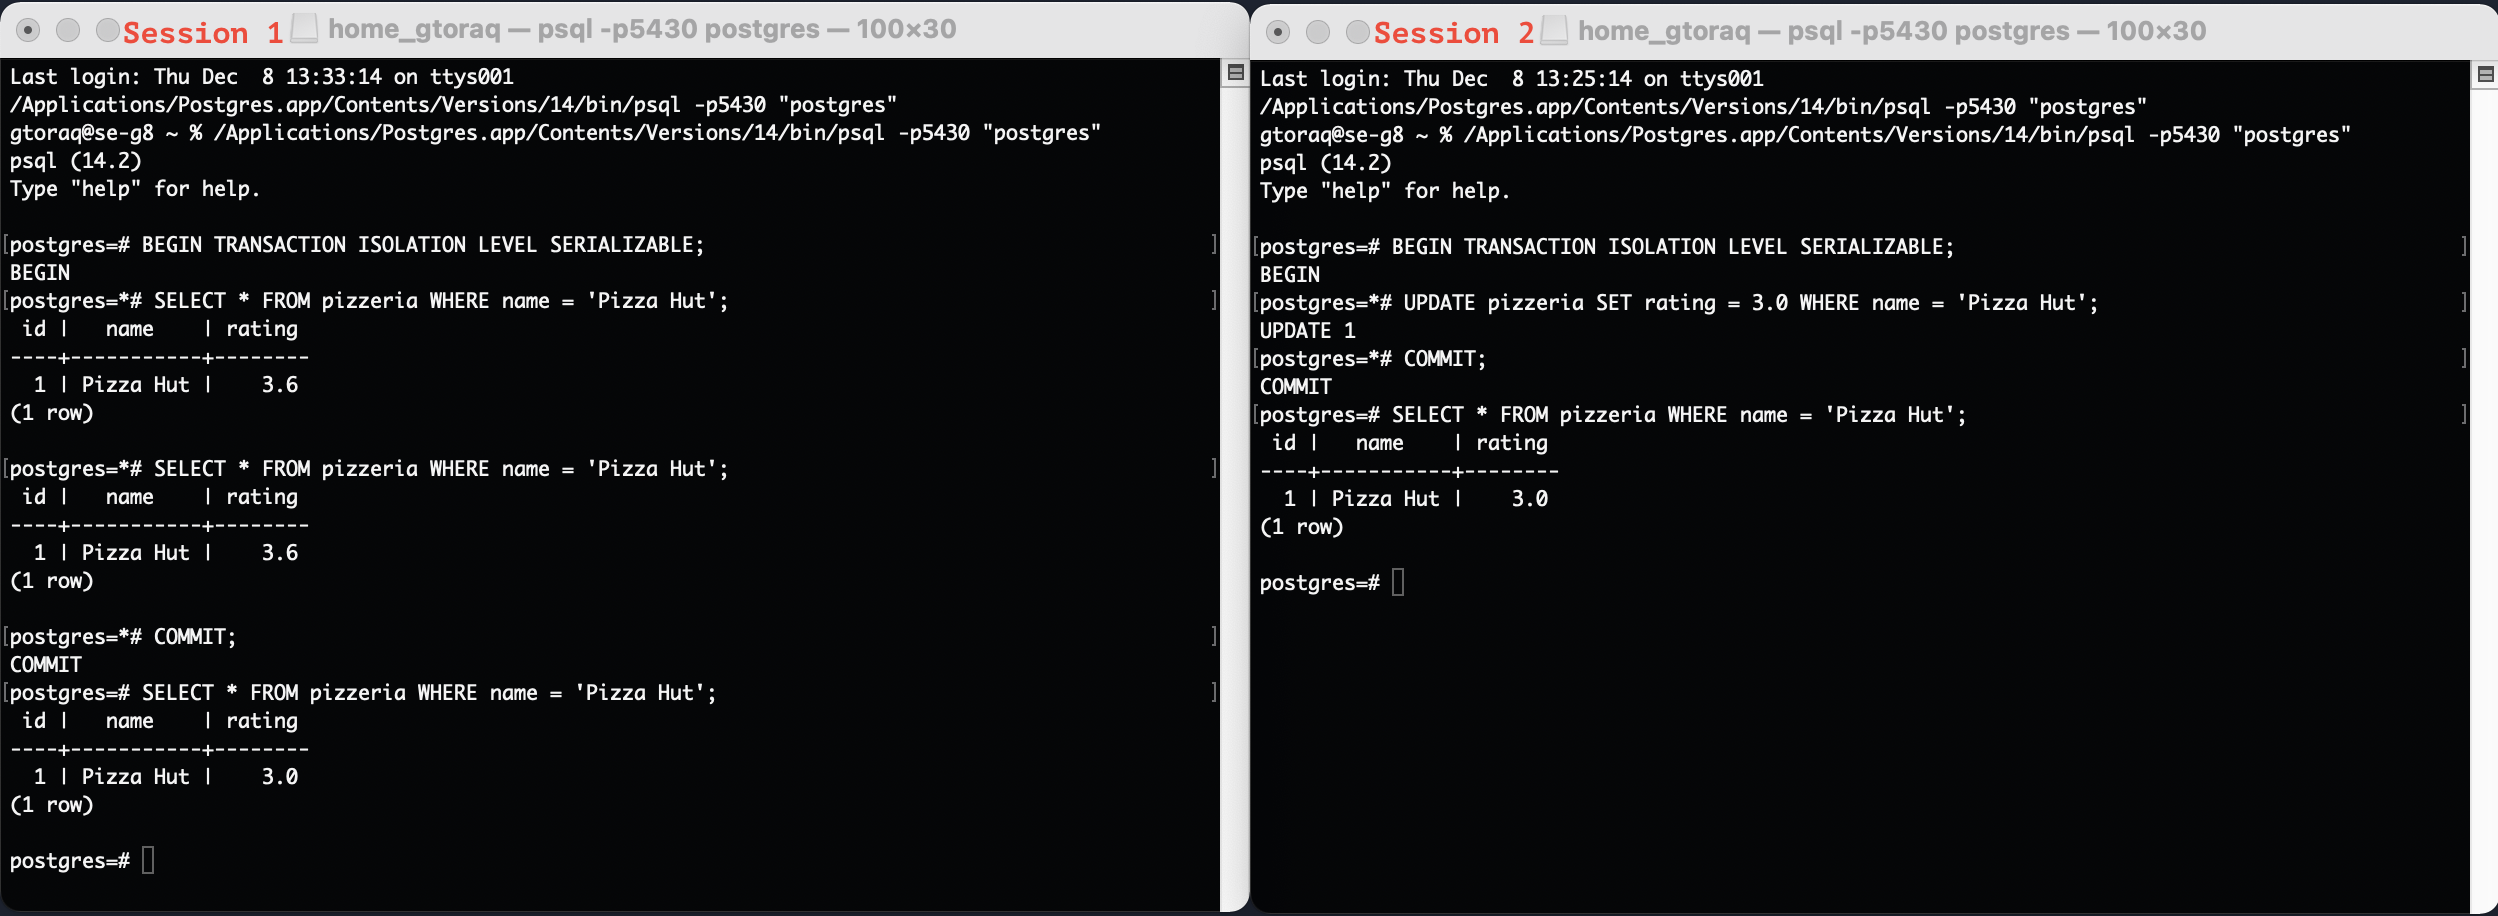 Session 1 home_gtoraq — psql -p5430 postgres — 100×30
Last login: Thu Dec  8 13:33:14 on ttys001
/Applications/Postgres.app/Contents/Versions/14/bin/psql -p5430 "postgres"
gtoraq@se-g8 ~ % /Applications/Postgres.app/Contents/Versions/14/bin/psql -p5430 "postgres"
psql (14.2)
Type "help" for help.
[postgres=# BEGIN TRANSACTION ISOLATION LEVEL SERIALIZABLE; ]
BEGIN
[postgres=*# SELECT * FROM pizzeria WHERE name = 'Pizza Hut'; ]
 id |   name    | rating
----+-----------+--------
  1 | Pizza Hut |    3.6
(1 row)
[postgres=*# SELECT * FROM pizzeria WHERE name = 'Pizza Hut'; ]
 id |   name    | rating
----+-----------+--------
  1 | Pizza Hut |    3.6
(1 row)
[postgres=*# COMMIT; ]
COMMIT
[postgres=# SELECT * FROM pizzeria WHERE name = 'Pizza Hut'; ]
 id |   name    | rating
----+-----------+--------
  1 | Pizza Hut |    3.0
(1 row)
postgres=#
Session 2 home_gtoraq — psql -p5430 postgres — 100×30
Last login: Thu Dec  8 13:25:14 on ttys001
/Applications/Postgres.app/Contents/Versions/14/bin/psql -p5430 "postgres"
gtoraq@se-g8 ~ % /Applications/Postgres.app/Contents/Versions/14/bin/psql -p5430 "postgres"
psql (14.2)
Type "help" for help.
[postgres=# BEGIN TRANSACTION ISOLATION LEVEL SERIALIZABLE; ]
BEGIN
[postgres=*# UPDATE pizzeria SET rating = 3.0 WHERE name = 'Pizza Hut'; ]
UPDATE 1
[postgres=*# COMMIT; ]
COMMIT
[postgres=# SELECT * FROM pizzeria WHERE name = 'Pizza Hut'; ]
 id |   name    | rating
----+-----------+--------
  1 | Pizza Hut |    3.0
(1 row)
postgres=#